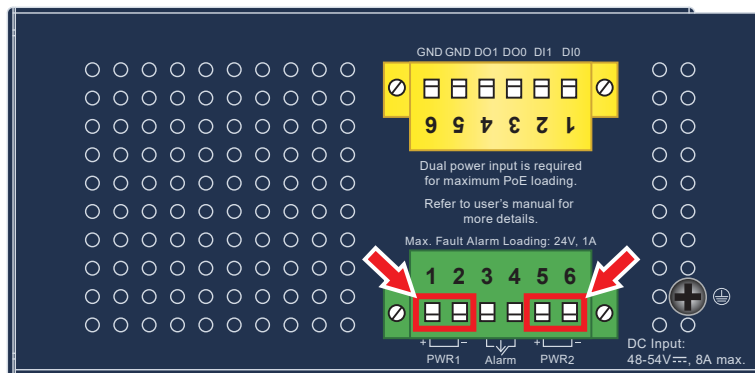 GND GND DO1 DO0 DI1 DI0
6 5 4 3 2 1
Dual power input is required
for maximum PoE loading.
Refer to user's manual for
more details.
Max. Fault Alarm Loading: 24V, 1A
1 2 3 4 5 6
+ − + −
PWR1 Alarm PWR2
DC Input:
48-54V⎓, 8A max.